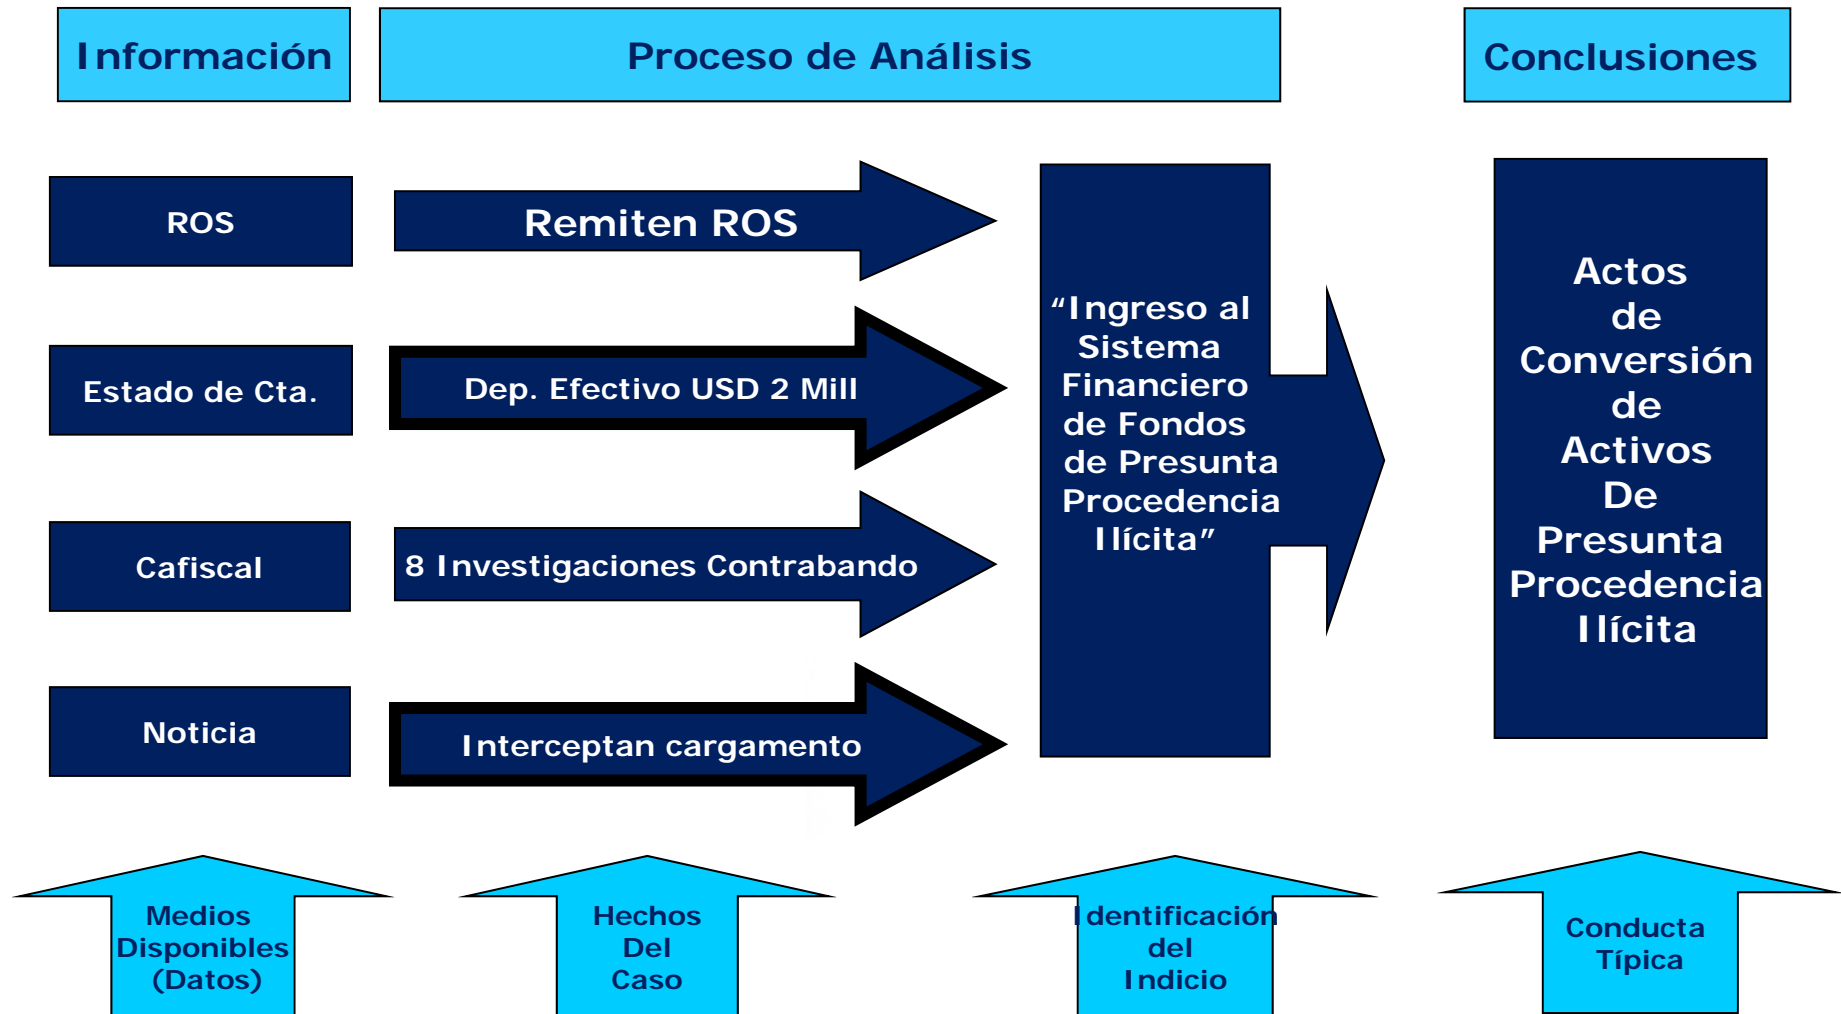 Información
Proceso de Análisis
Conclusiones
ROS
Remiten ROS
Estado de Cta.
Dep. Efectivo USD 2 Mill
Cafiscal
8 Investigaciones Contrabando
Noticia
Interceptan cargamento
“Ingreso al
Sistema
Financiero
de Fondos
de Presunta
Procedencia
Ilícita”
Actos
de
Conversión
de
Activos
De
Presunta
Procedencia
Ilícita
Medios
Disponibles
(Datos)
Hechos
Del
Caso
Identificación
del
Indicio
Conducta
Típica